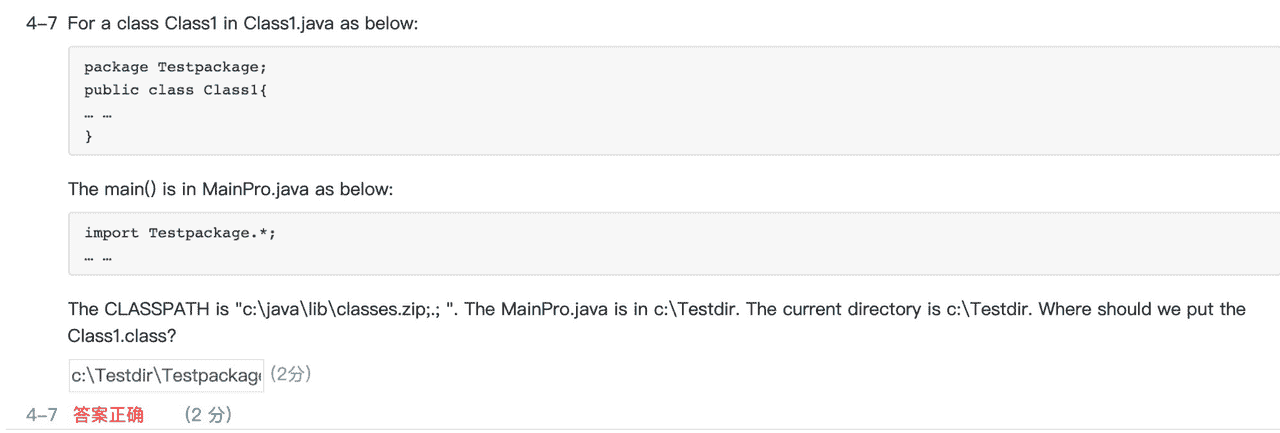 4-7 For a class Class1 in Class1.java as below:
package Testpackage;
public class Class1{
… …
}
The main() is in MainPro.java as below:
import Testpackage.*;
… …
The CLASSPATH is "c:\java\lib\classes.zip;.; ". The MainPro.java is in c:\Testdir. The current directory is c:\Testdir. Where should we put the
Class1.class?
c:\Testdir\Testpackag (2分)
4-7 答案正确 (2 分)